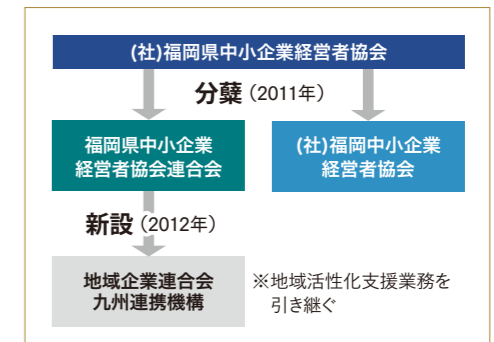 (社)福岡県中小企業経営者協会
分蘖（2011年）
福岡県中小企業
経営者協会連合会
(社)福岡中小企業
経営者協会
新設（2012年）
地域企業連合会
九州連携機構
※地域活性化支援業務を
引き継ぐ